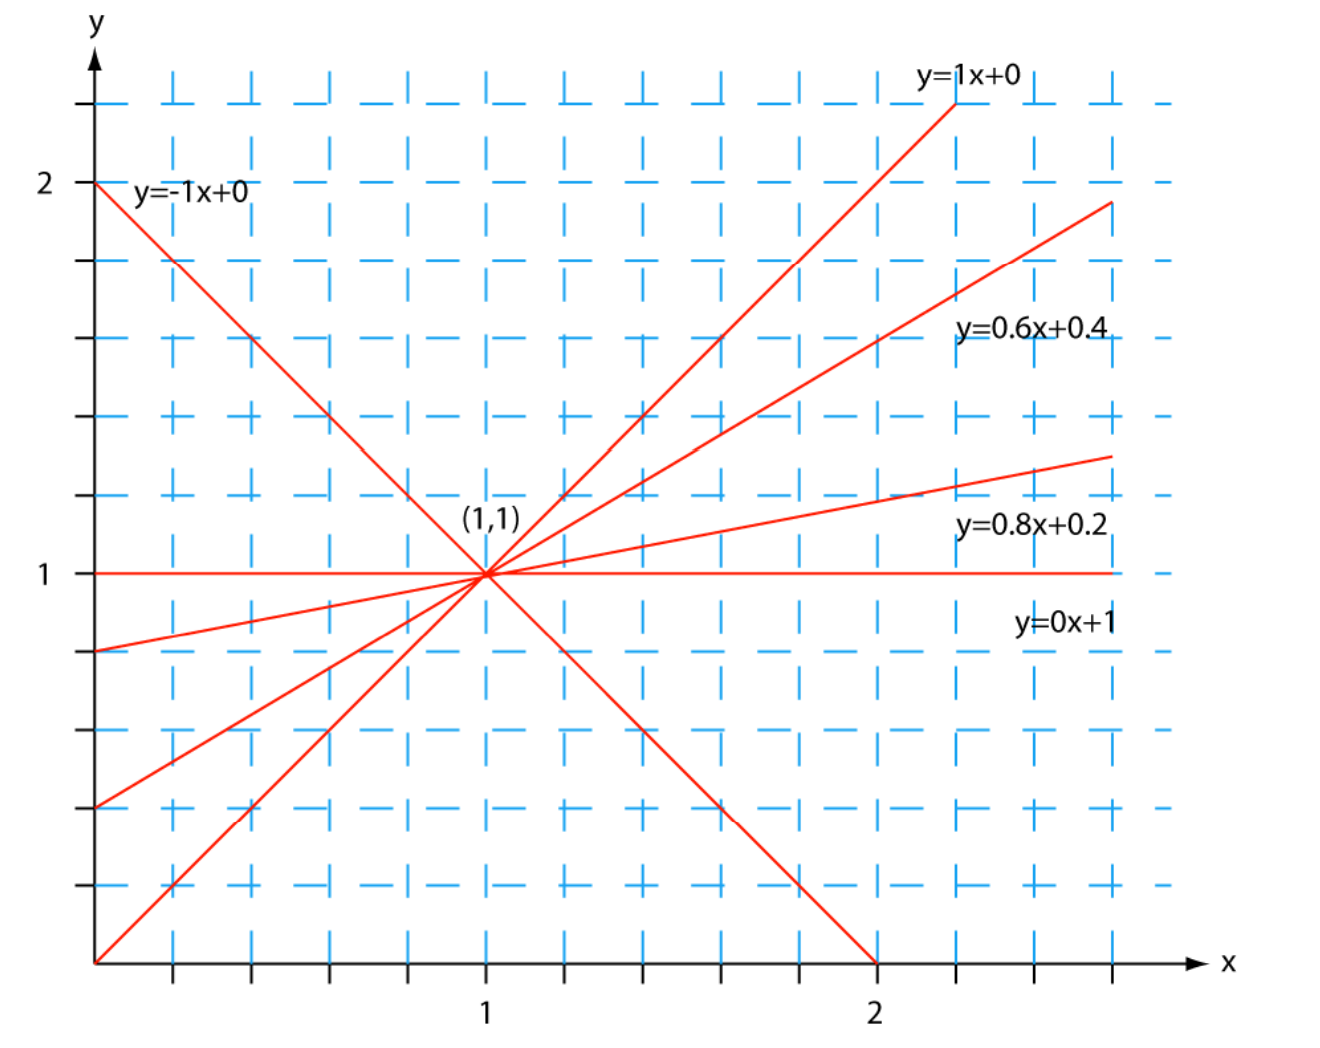 y
y=1x+0
2
y=-1x+0
y=0.6x+0.4
(1,1)
y=0.8x+0.2
1
y=0x+1
x
1
2